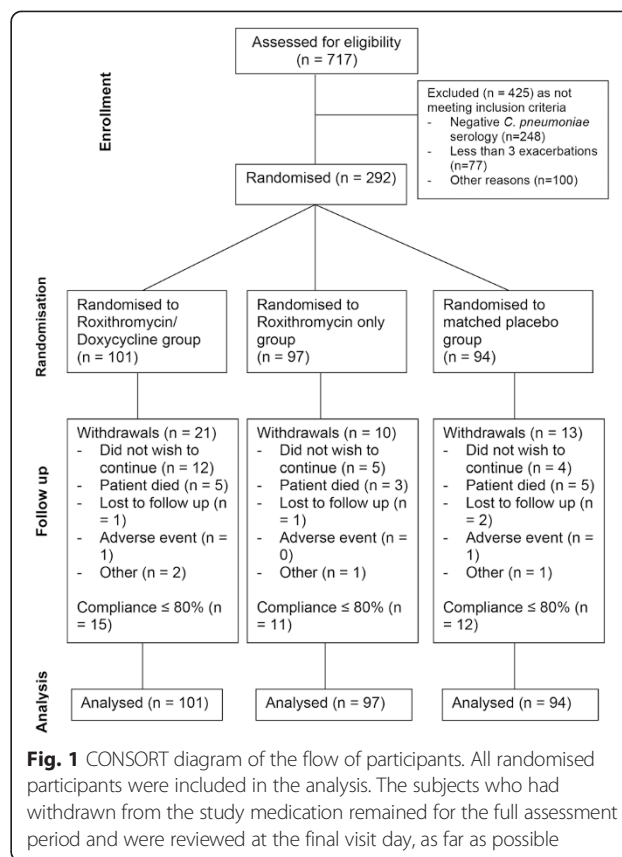 Assessed for eligibility
(n = 717)
Enrollment
Excluded (n = 425) as not
meeting inclusion criteria
- Negative C. pneumoniae
serology (n=248)
- Less than 3 exacerbations
(n=77)
- Other reasons (n=100)
Randomised (n = 292)
Randomisation
Randomised to
Roxithromycin/
Doxycycline group
(n = 101)
Randomised to
Roxithromycin only
group
(n = 97)
Randomised to
matched placebo
group
(n = 94)
Follow up
Withdrawals (n = 21)
- Did not wish to
continue (n = 12)
- Patient died (n = 5)
- Lost to follow up (n
= 1)
- Adverse event (n =
1)
- Other (n = 2)
Compliance ≤ 80% (n
= 15)
Withdrawals (n = 10)
- Did not wish to
continue (n = 5)
- Patient died (n = 3)
- Lost to follow up (n
= 1)
- Adverse event (n =
0)
- Other (n = 1)
Compliance ≤ 80% (n
= 11)
Withdrawals (n = 13)
- Did not wish to
continue (n = 4)
- Patient died (n = 5)
- Lost to follow up (n
= 2)
- Adverse event (n =
1)
- Other (n = 1)
Compliance ≤ 80% (n
= 12)
Analysis
Analysed (n = 101)
Analysed (n = 97)
Analysed (n = 94)
Fig. 1 CONSORT diagram of the flow of participants. All randomised
participants were included in the analysis. The subjects who had
withdrawn from the study medication remained for the full assessment
period and were reviewed at the final visit day, as far as possible